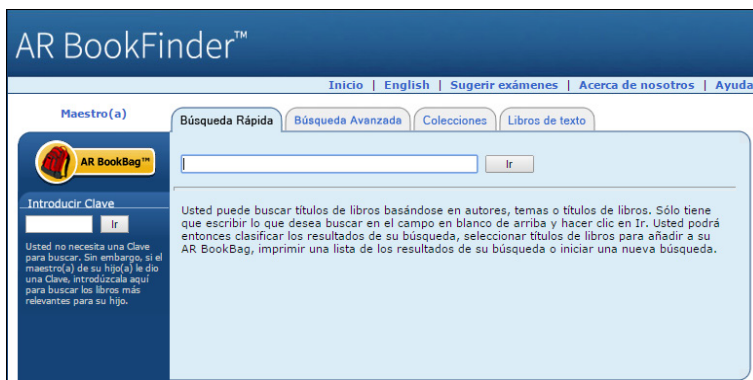 AR BookFinder™
Inicio | English | Sugerir exámenes | Acerca de nosotros | Ayuda
Maestro(a)
Búsqueda Rápida
Búsqueda Avanzada
Colecciones
Libros de texto
AR BookBag™
Ir
Introducir Clave
Ir
Usted no necesita una Clave
para buscar. Sin embargo, si el
maestro(a) de su hijo(a) le dio
una Clave, introdúzcala aquí
para buscar los libros más
relevantes para su hijo.
Usted puede buscar títulos de libros basándose en autores, temas o títulos de libros. Sólo tiene
que escribir lo que desea buscar en el campo en blanco de arriba y hacer clic en Ir. Usted podrá
entonces clasificar los resultados de su búsqueda, seleccionar títulos de libros para añadir a su
AR BookBag, imprimir una lista de los resultados de su búsqueda o iniciar una nueva búsqueda.